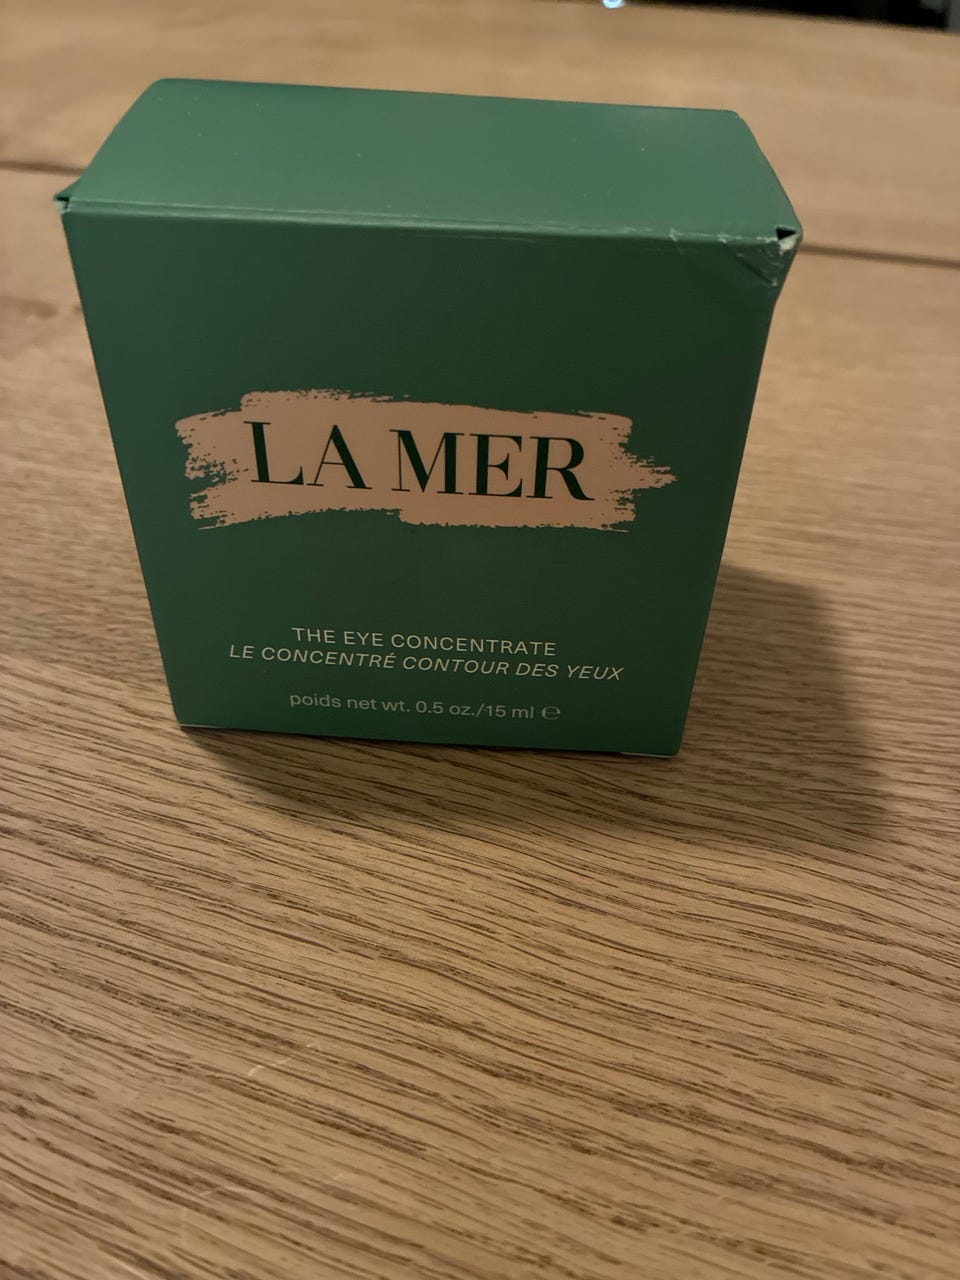 LA MER
THE EYE CONCENTRATE
LE CONCENTRÉ CONTOUR DES YEUX
poids net wt. 0.5 oz./15 ml ℮